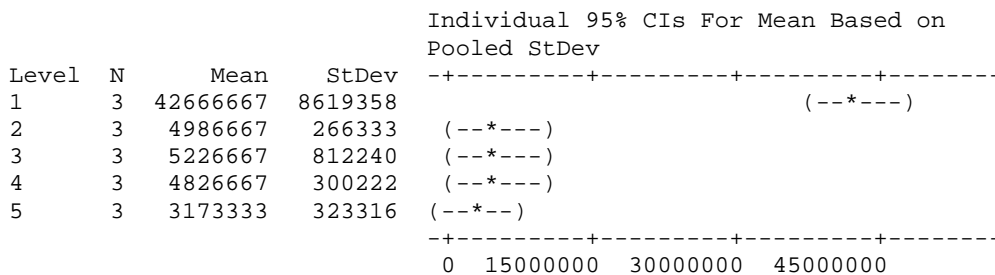 Individual 95% CIs For Mean Based on
Pooled StDev
Level N Mean StDev -+---------+---------+---------+--------
1 3 42666667 8619358 (--*---)
2 3 4986667 266333 (--*---)
3 3 5226667 812240 (--*---)
4 3 4826667 300222 (--*---)
5 3 3173333 323316 (--*--)
-+---------+---------+---------+--------
0 15000000 30000000 45000000